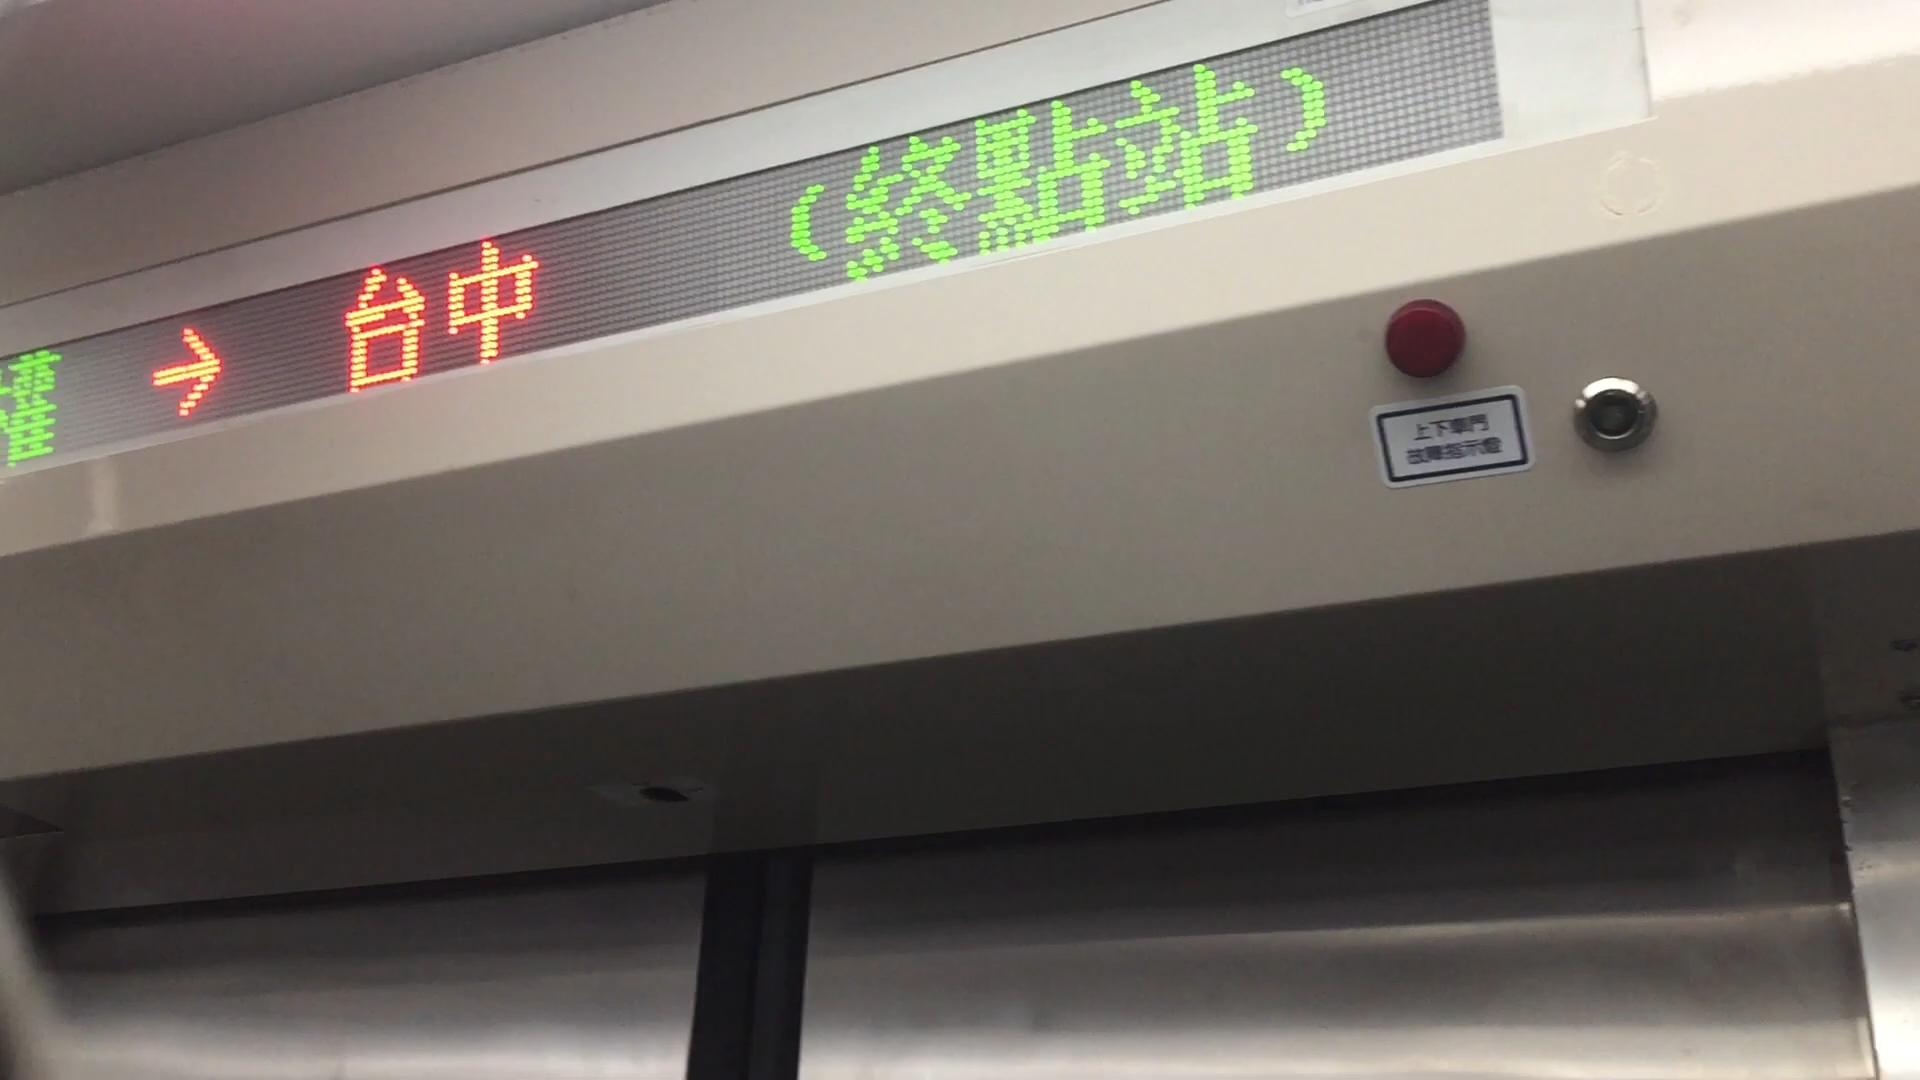 → 台中 (終點站)
上下車門
故障指示燈